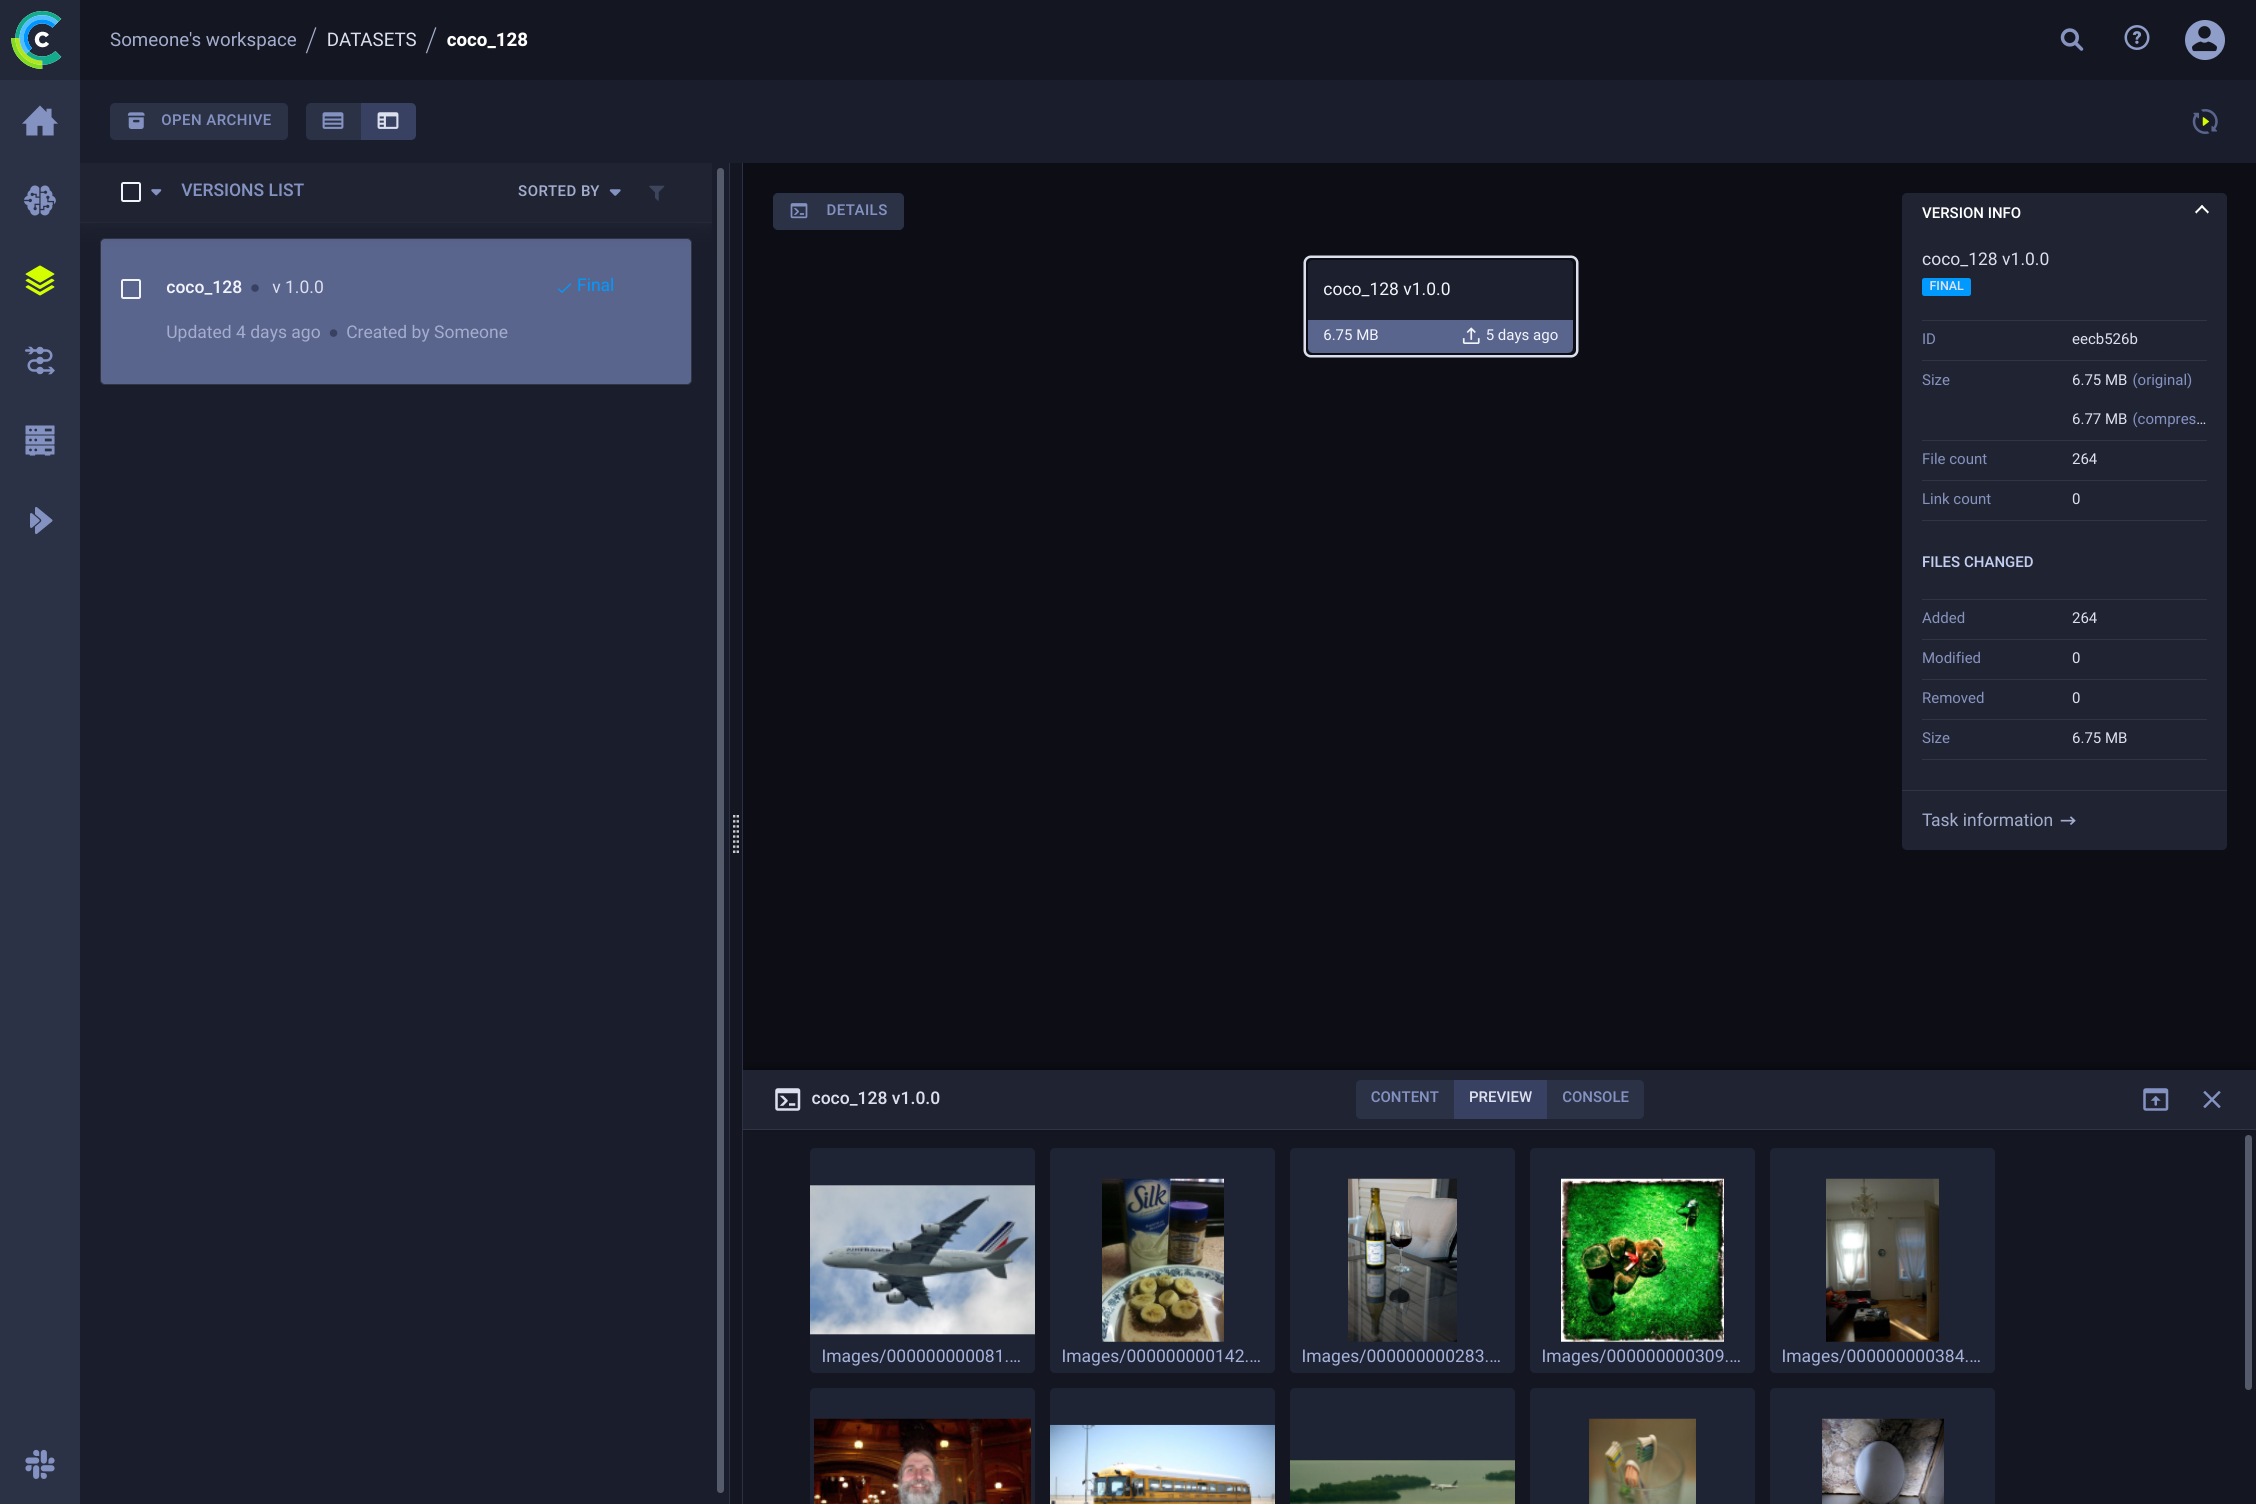 Someone's workspace / DATASETS / coco_128
OPEN ARCHIVE
VERSIONS LIST
SORTED BY
coco_128 • v 1.0.0
Final
Updated 4 days ago • Created by Someone
DETAILS
coco_128 v1.0.0
6.75 MB
5 days ago
VERSION INFO
coco_128 v1.0.0
FINAL
ID eecb526b
Size 6.75 MB (original)
6.77 MB (compres...
File count 264
Link count 0
FILES CHANGED
Added 264
Modified 0
Removed 0
Size 6.75 MB
Task information →
coco_128 v1.0.0
CONTENT PREVIEW CONSOLE
AIRFRANCE
Silk
Images/000000000081....
Images/000000000142....
Images/000000000283....
Images/000000000309....
Images/000000000384....